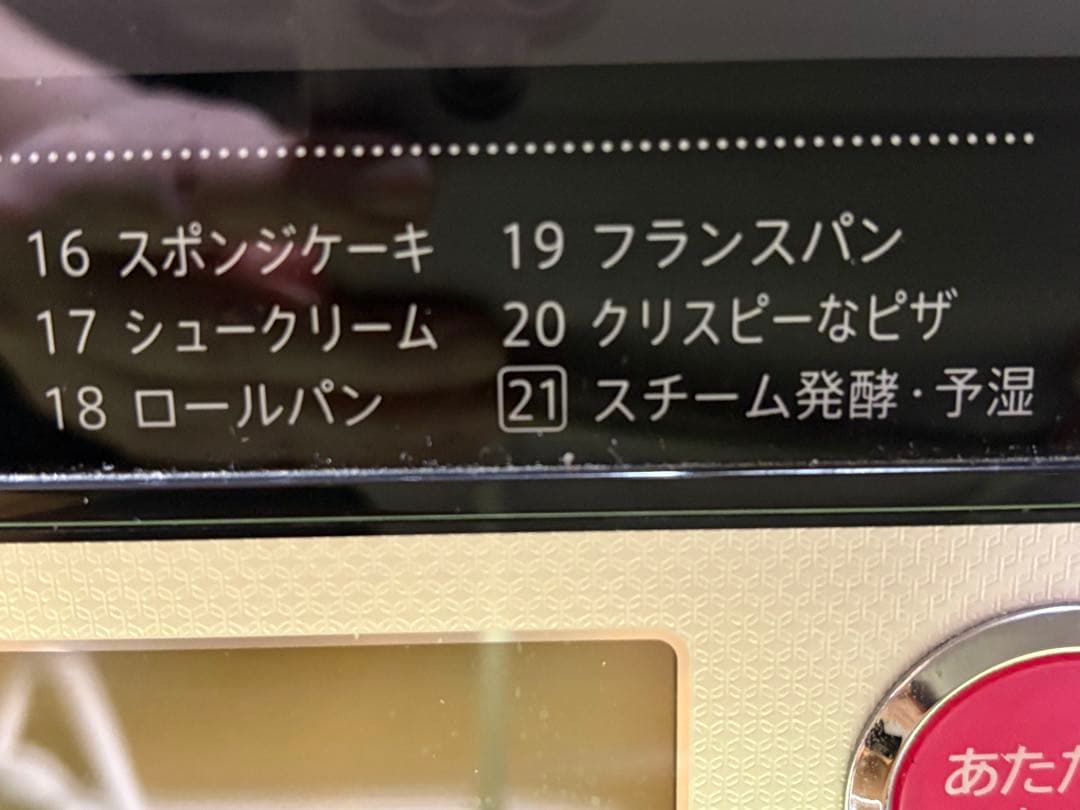 16 スポンジケーキ
17 シュークリーム
18 ロールパン
19 フランスパン
20 クリスピーなピザ
21 スチーム発酵・予湿
あた